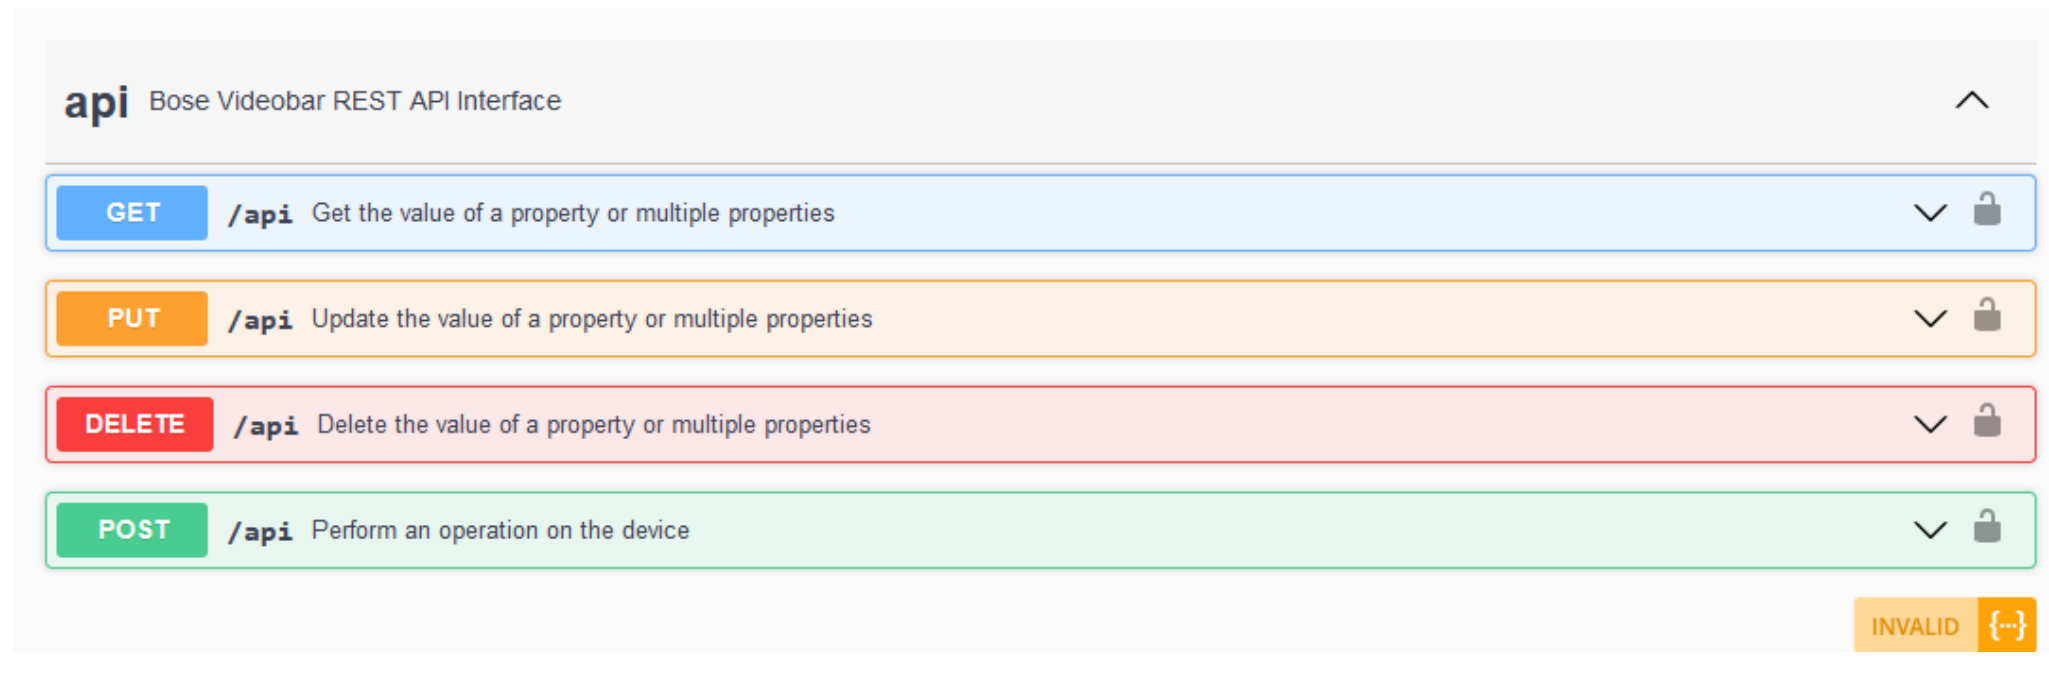 api Bose Videobar REST API Interface
GET /api Get the value of a property or multiple properties
PUT /api Update the value of a property or multiple properties
DELETE /api Delete the value of a property or multiple properties
POST /api Perform an operation on the device
INVALID {...}